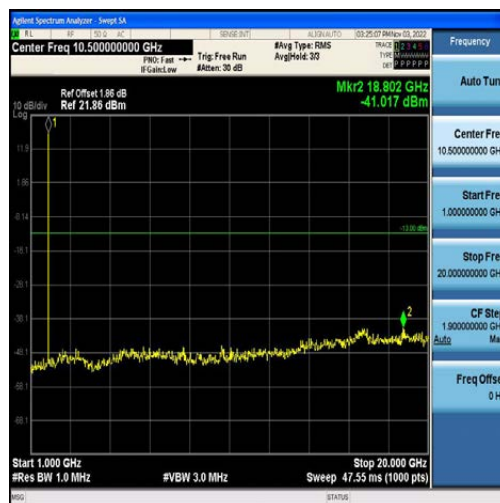 Agilent Spectrum Analyzer - Swept SA
RL RF 50 Ω AC SENSE:INT ALIGNAUTO 03:25:07 PM Nov 03, 2022
Center Freq 10.500000000 GHz
PNO: Fast
IFGain:Low
Trig: Free Run
#Atten: 30 dB
#Avg Type: RMS
Avg|Hold: 3/3
TRACE 1 2 3 4 5 6
TYPE
DET P P P P P P
Frequency
Mkr2 18.802 GHz
-41.017 dBm
Ref Offset 1.86 dB
Ref 21.86 dBm
10 dB/div
Log
1
11.9
1.86
-8.14
-13.00 dBm
-18.1
-28.1
-38.1
-48.1
-58.1
-68.1
2
Start 1.000 GHz
Stop 20.000 GHz
#Res BW 1.0 MHz
#VBW 3.0 MHz
Sweep 47.55 ms (1000 pts)
MSG
STATUS
Auto Tun
Center Fre
10.500000000 GH
Start Fre
1.000000000 GH
Stop Fre
20.000000000 GH
CF Step
1.900000000 GH
Auto Ma
Freq Offse
0 H